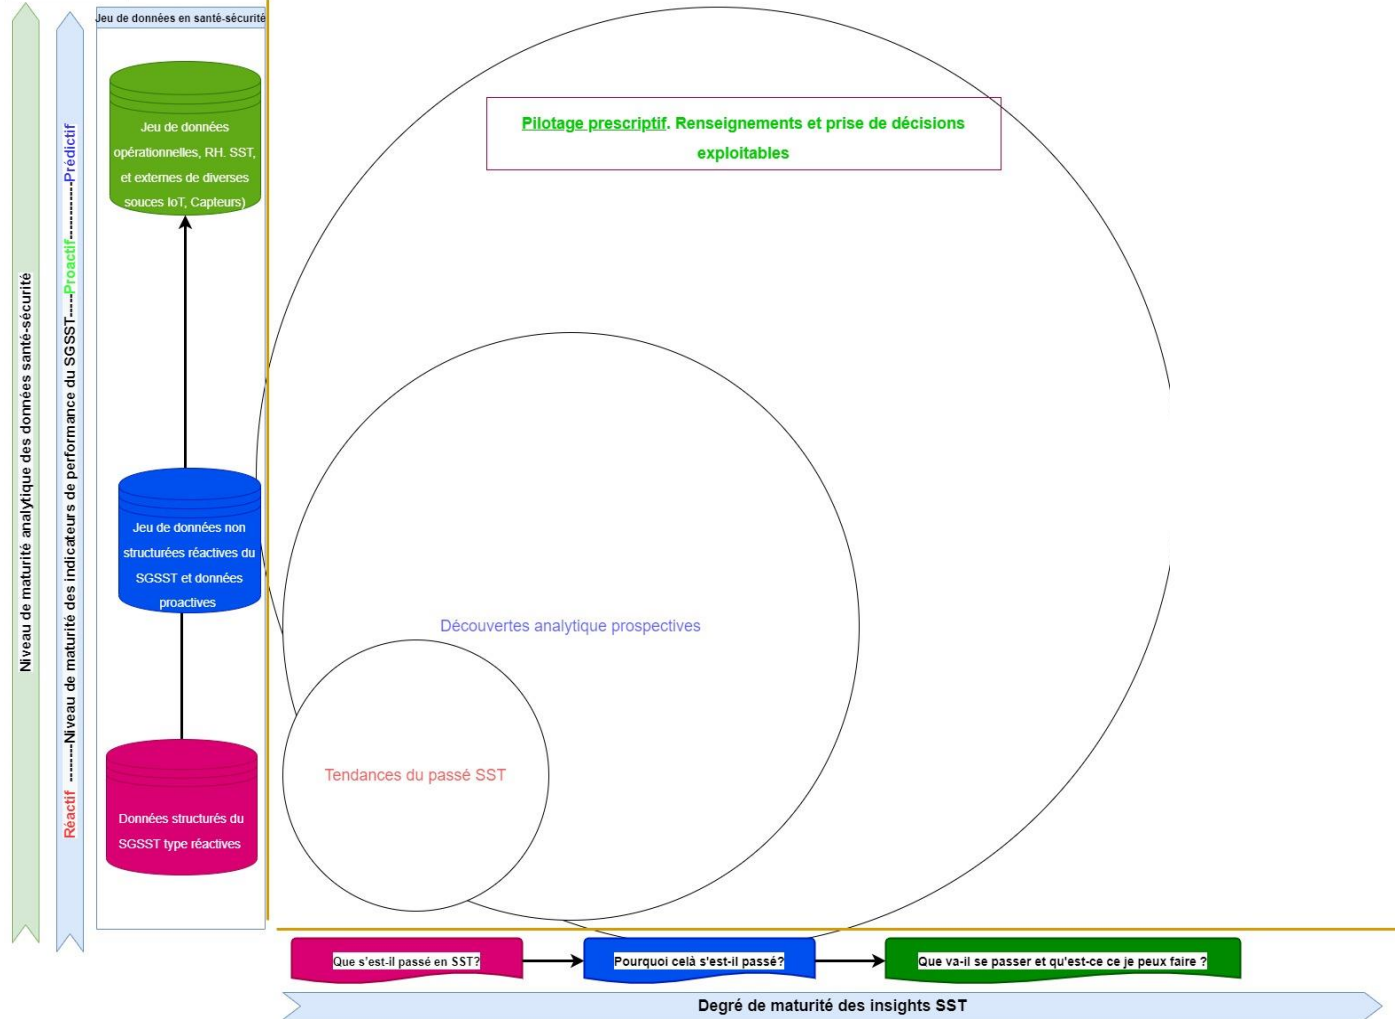 Jeu de données en santé-sécurité
Niveau de maturité analytique des données santé-sécurité
Réactif --------Niveau de maturité des indicateurs de performance du SGSST-----Proactif------------Prédictif
Jeu de données
opérationnelles, RH. SST,
et externes de diverses
souces IoT, Capteurs)
Pilotage prescriptif. Renseignements et prise de décisions
exploitables
Jeu de données non
structurées réactives du
SGSST et données
proactives
Découvertes analytique prospectives
Tendances du passé SST
Données structurés du
SGSST type réactives
Que s'est-il passé en SST?
Pourquoi celà s'est-il passé?
Que va-il se passer et qu'est-ce ce je peux faire ?
Degré de maturité des insights SST